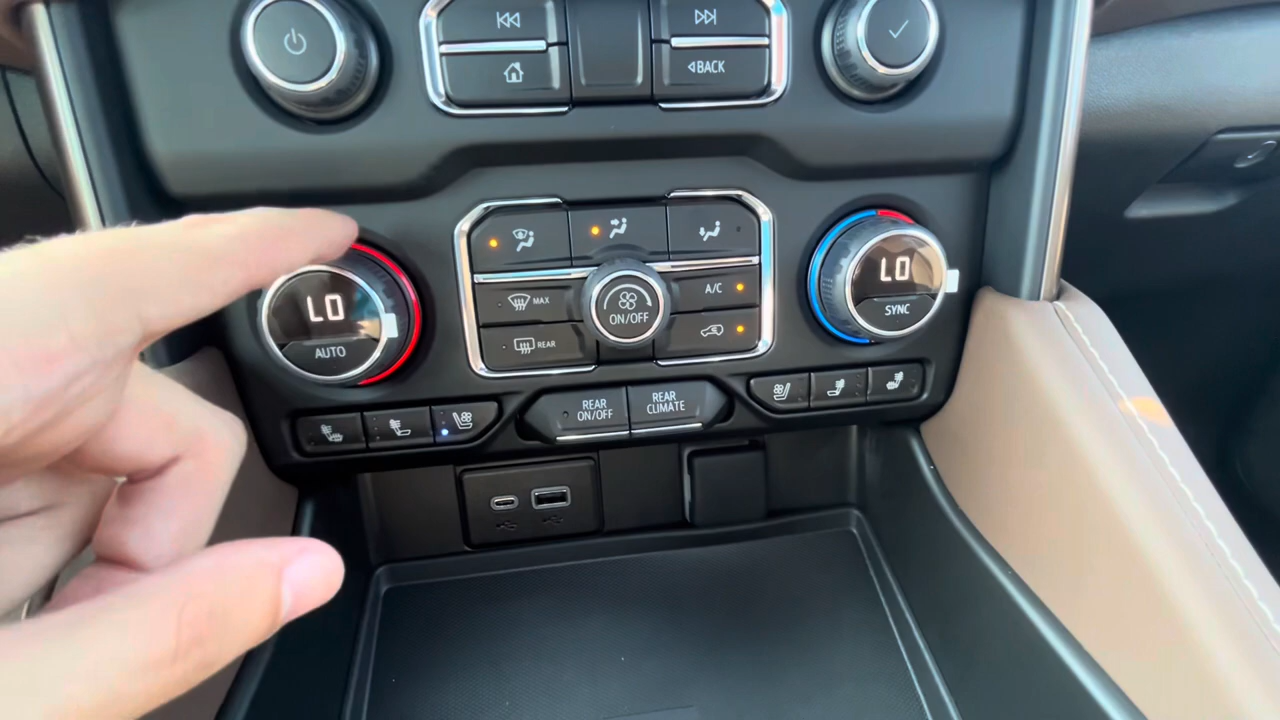 BACK
LO
AUTO
MAX
REAR
ON/OFF
A/C
LO
SYNC
REAR
ON/OFF
REAR
CLIMATE